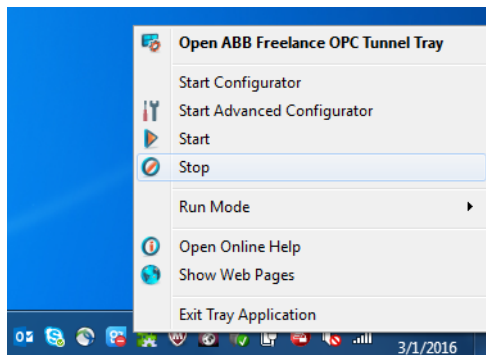 Open ABB Freelance OPC Tunnel Tray
Start Configurator
Start Advanced Configurator
Start
Stop
Run Mode
Open Online Help
Show Web Pages
Exit Tray Application
3/1/2016